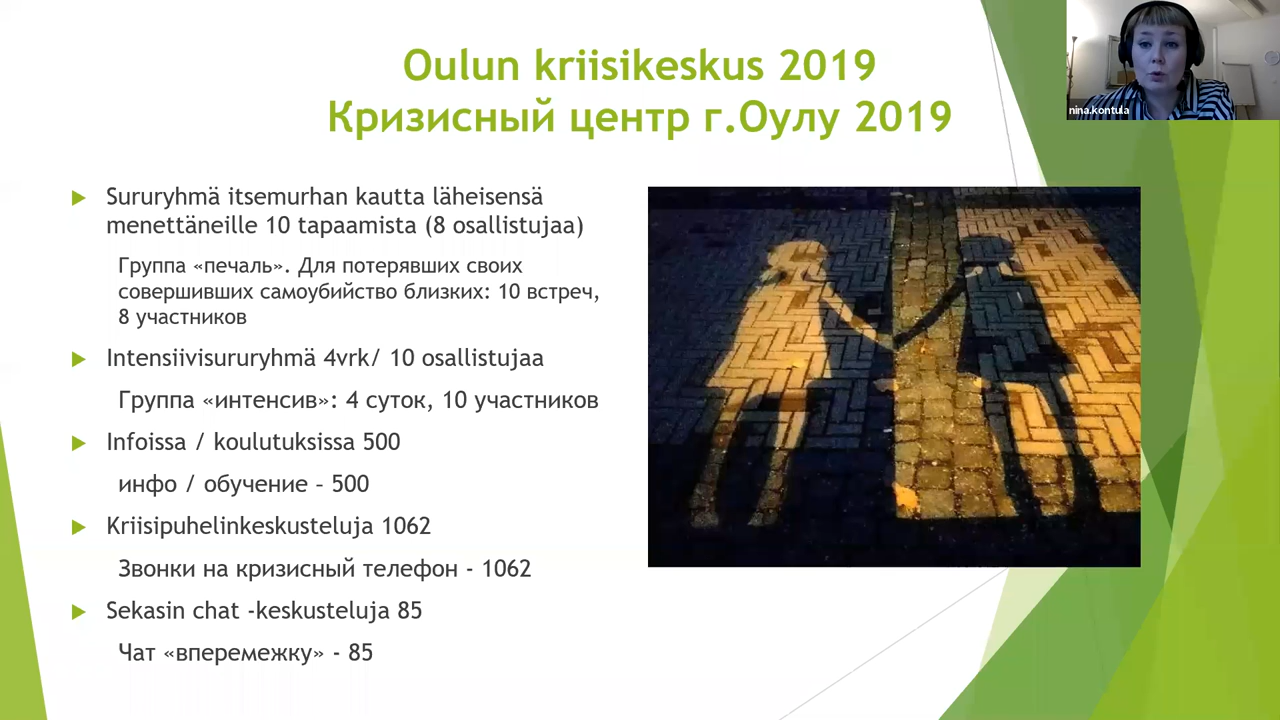 Oulun kriisikeskus 2019
Кризисный центр г.Оулу 2019
nina.kontula
Sururyhmä itsemurhan kautta läheisensä
menettäneille 10 tapaamista (8 osallistujaa)
Группа «печаль». Для потерявших своих
совершивших самоубийство близких: 10 встреч,
8 участников
Intensiivisururyhmä 4vrk/ 10 osallistujaa
Группа «интенсив»: 4 суток, 10 участников
Infoissa / koulutuksissa 500
инфо / обучение – 500
Kriisipuhelinkeskusteluja 1062
Звонки на кризисный телефон - 1062
Sekasin chat -keskusteluja 85
Чат «вперемежку» - 85